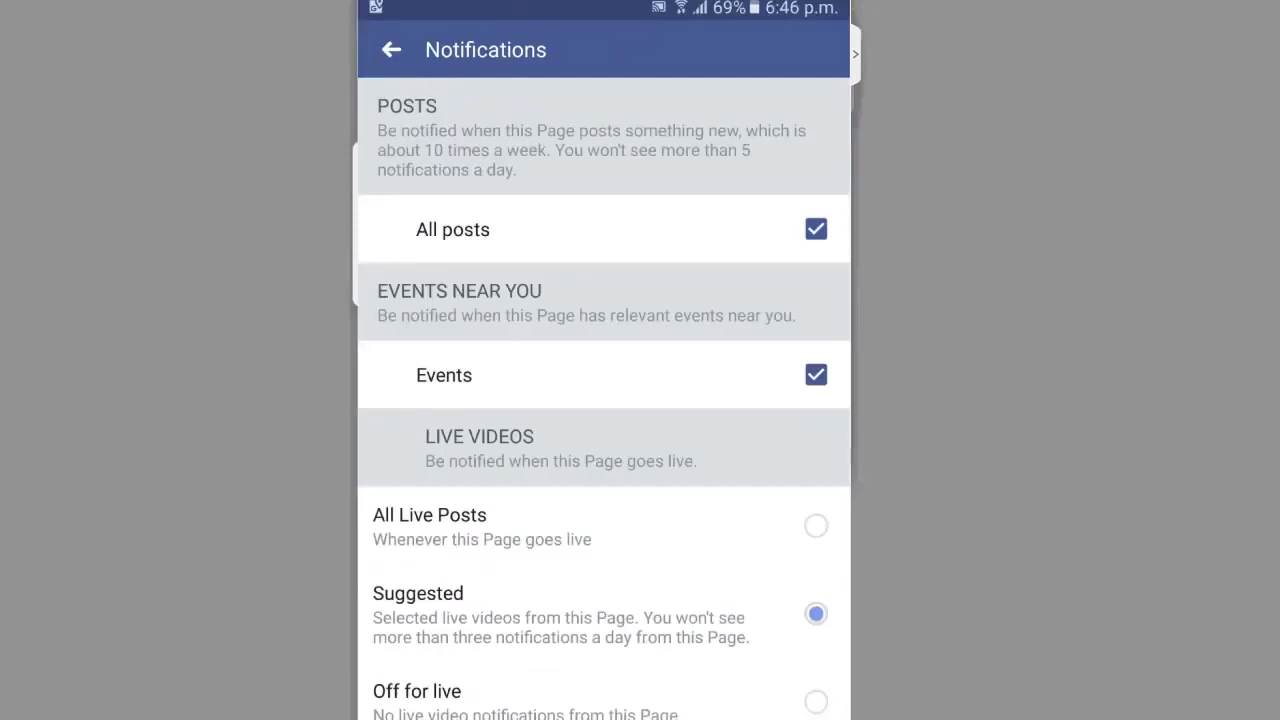 69% 6:46 p.m.
Notifications
POSTS
Be notified when this Page posts something new, which is
about 10 times a week. You won't see more than 5
notifications a day.
All posts
EVENTS NEAR YOU
Be notified when this Page has relevant events near you.
Events
LIVE VIDEOS
Be notified when this Page goes live.
All Live Posts
Whenever this Page goes live
Suggested
Selected live videos from this Page. You won't see
more than three notifications a day from this Page.
Off for live
No live video notifications from this Page